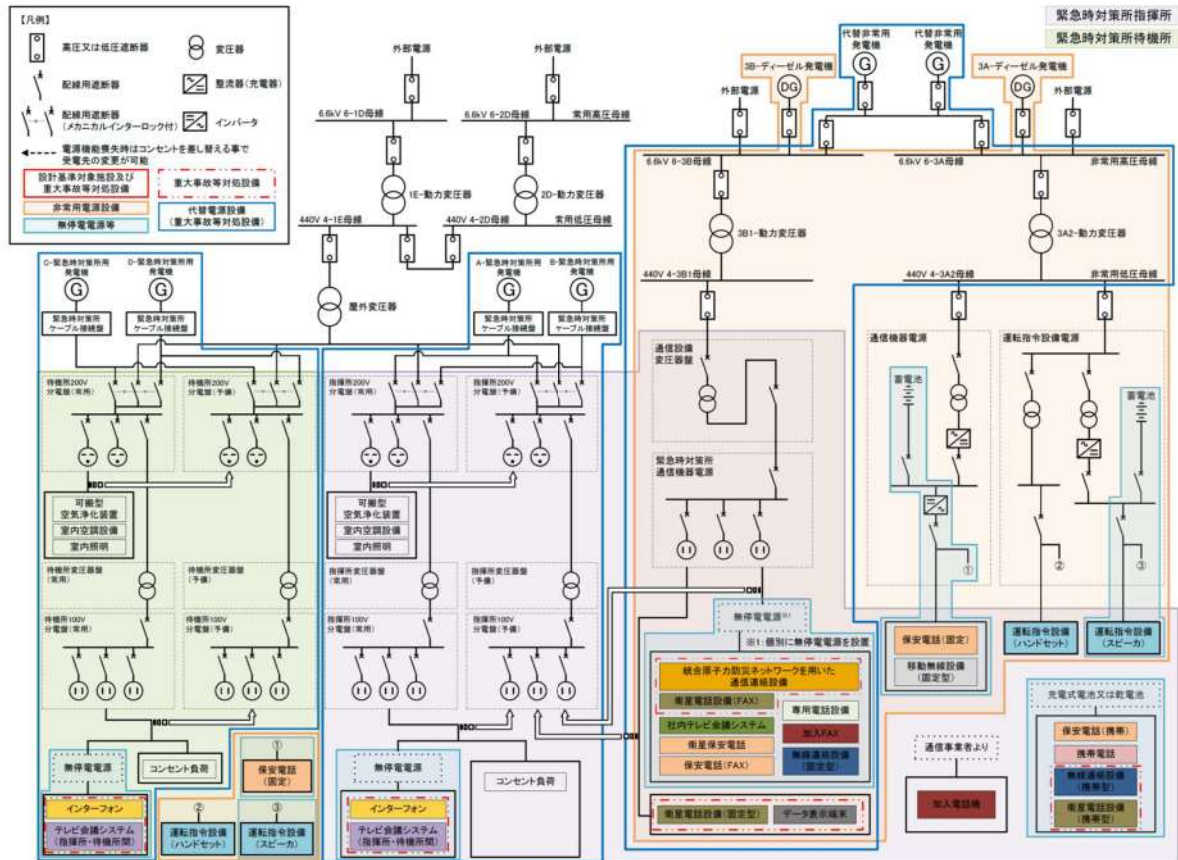 【凡例】
高圧又は低圧遮断器
変圧器
配線用遮断器
整流器(充電器)
配線用遮断器
(メカニカルインターロック付)
インバータ
電源機能喪失時はコンセントを差し替える事で
受電先の変更が可能
設計基準対象施設及び
重大事故等対処設備
重大事故等対処設備
非常用電源設備
代替電源設備
(重大事故等対処設備)
無停電電源等
緊急時対策所指揮所
緊急時対策所待機所
外部電源
外部電源
6.6kV 6-1D母線
6.6kV 6-2D母線
常用高圧母線
1E-動力変圧器
2D-動力変圧器
440V 4-1E母線
440V 4-2D母線
常用低圧母線
屋外変圧器
代替非常用
発電機
G
代替非常用
発電機
G
3B-ディーゼル発電機
DG
3A-ディーゼル発電機
DG
外部電源
外部電源
6.6kV 6-3B母線
6.6kV 6-3A母線
非常用高圧母線
3B1-動力変圧器
3A2-動力変圧器
440V 4-3B1母線
440V 4-3A2母線
非常用低圧母線
C-緊急時対策所用
発電機
G
D-緊急時対策所用
発電機
G
A-緊急時対策所用
発電機
G
B-緊急時対策所用
発電機
G
緊急時対策所
ケーブル接続盤
緊急時対策所
ケーブル接続盤
緊急時対策所
ケーブル接続盤
緊急時対策所
ケーブル接続盤
待機所200V
分電盤(常用)
待機所200V
分電盤(予備)
指揮所200V
分電盤(常用)
指揮所200V
分電盤(予備)
可搬型
空気浄化装置
室内空調設備
室内照明
可搬型
空気浄化装置
室内空調設備
室内照明
待機所変圧器盤
(常用)
待機所変圧器盤
(予備)
指揮所変圧器盤
(常用)
指揮所変圧器盤
(予備)
待機所100V
分電盤(常用)
待機所100V
分電盤(予備)
指揮所100V
分電盤(常用)
指揮所100V
分電盤(予備)
無停電電源
コンセント負荷
インターフォン
テレビ会議システム
(指揮所・待機所間)
①
保安電話
(固定)
②
運転指令設備
(ハンドセット)
③
運転指令設備
(スピーカ)
無停電電源
コンセント負荷
インターフォン
テレビ会議システム
(指揮所・待機所間)
通信設備
変圧器盤
緊急時対策所
通信機器電源
通信機器電源
蓄電池
運転指令設備電源
蓄電池
①
②
③
無停電電源※1
※1:個別に無停電電源を設置
統合原子力防災ネットワークを用いた
通信連絡設備
衛星電話設備(FAX)
社内テレビ会議システム
衛星保安電話
保安電話(FAX)
専用電話設備
加入FAX
無線連絡設備
(固定型)
衛星電話設備(固定型)
データ表示端末
保安電話(固定)
移動無線設備
(固定型)
運転指令設備
(ハンドセット)
運転指令設備
(スピーカ)
通信事業者より
加入電話機
充電式電池又は乾電池
保安電話(携帯)
携帯電話
無線連絡設備
(携帯型)
衛星電話設備
(携帯型)